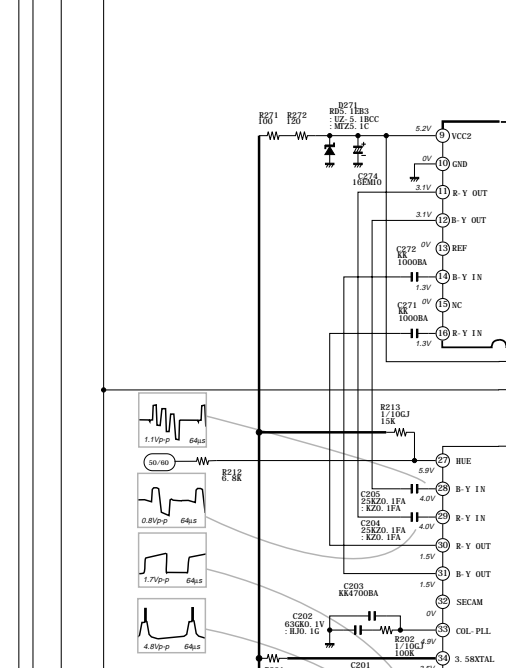 D271
RD5. 1EB3
: UZ-5. 1BCC
: MTZ5. 1C
R271
100
R272
120
5.2V
9
VCC2
0V
10
GND
C274
16EM10
3.1V
11
R-Y OUT
3.1V
12
B-Y OUT
C272
KK
1000BA
0V
13
REF
14
B-Y IN
1.3V
C271
KK
1000BA
0V
15
NC
16
R-Y IN
1.3V
1.1Vp-p
64µs
R213
1/10GJ
15K
50/60
R212
6. 8K
27
HUE
5.9V
28
B-Y IN
4.0V
C205
25KZ0. 1FA
: KZ0. 1FA
0.8Vp-p
64µs
29
R-Y IN
4.0V
C204
25KZ0. 1FA
: KZ0. 1FA
30
R-Y OUT
1.5V
1.7Vp-p
64µs
31
B-Y OUT
1.5V
C203
KK4700BA
32
SECAM
0V
C202
63GK0. 1V
: HJ0. 1G
33
COL-PLL
R202
1/10GJ
100K
4.9V
4.8Vp-p
64µs
34
3. 58XTAL
C201